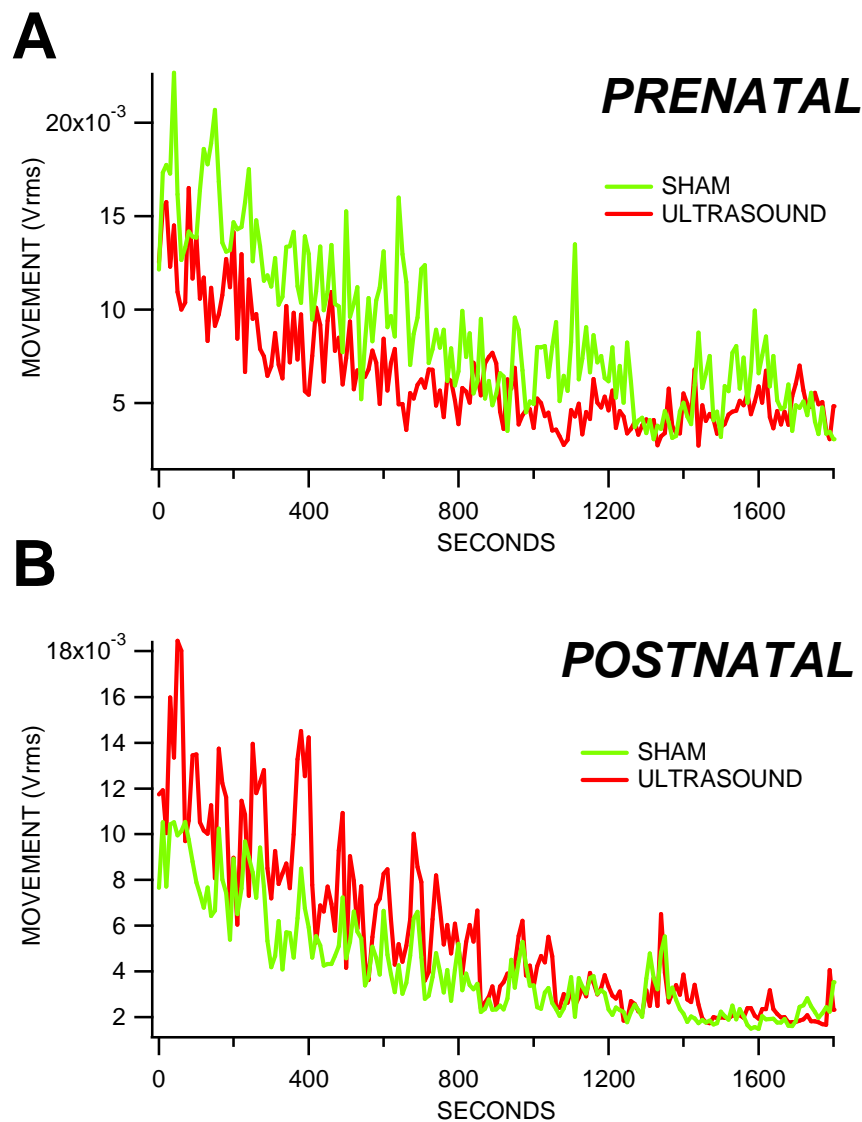 A
PRENATAL
20x10-3
15
10
5
MOVEMENT (Vrms)
SHAM
ULTRASOUND
0 400 800 1200 1600
SECONDS
B
POSTNATAL
18x10-3
16
14
12
10
8
6
4
2
MOVEMENT (Vrms)
SHAM
ULTRASOUND
0 400 800 1200 1600
SECONDS